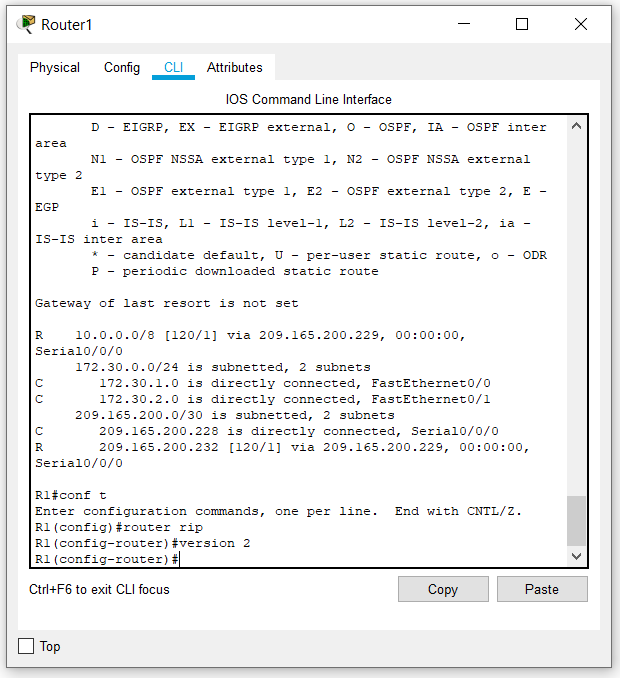 Router1
Physical Config CLI Attributes
IOS Command Line Interface
D - EIGRP, EX - EIGRP external, O - OSPF, IA - OSPF inter
area
N1 - OSPF NSSA external type 1, N2 - OSPF NSSA external
type 2
E1 - OSPF external type 1, E2 - OSPF external type 2, E -
EGP
i - IS-IS, L1 - IS-IS level-1, L2 - IS-IS level-2, ia -
IS-IS inter area
* - candidate default, U - per-user static route, o - ODR
P - periodic downloaded static route
Gateway of last resort is not set
R 10.0.0.0/8 [120/1] via 209.165.200.229, 00:00:00,
Serial0/0/0
172.30.0.0/24 is subnetted, 2 subnets
C 172.30.1.0 is directly connected, FastEthernet0/0
C 172.30.2.0 is directly connected, FastEthernet0/1
209.165.200.0/30 is subnetted, 2 subnets
C 209.165.200.228 is directly connected, Serial0/0/0
R 209.165.200.232 [120/1] via 209.165.200.229, 00:00:00,
Serial0/0/0
R1#conf t
Enter configuration commands, one per line. End with CNTL/Z.
R1(config)#router rip
R1(config-router)#version 2
R1(config-router)#
Ctrl+F6 to exit CLI focus
Copy Paste
Top